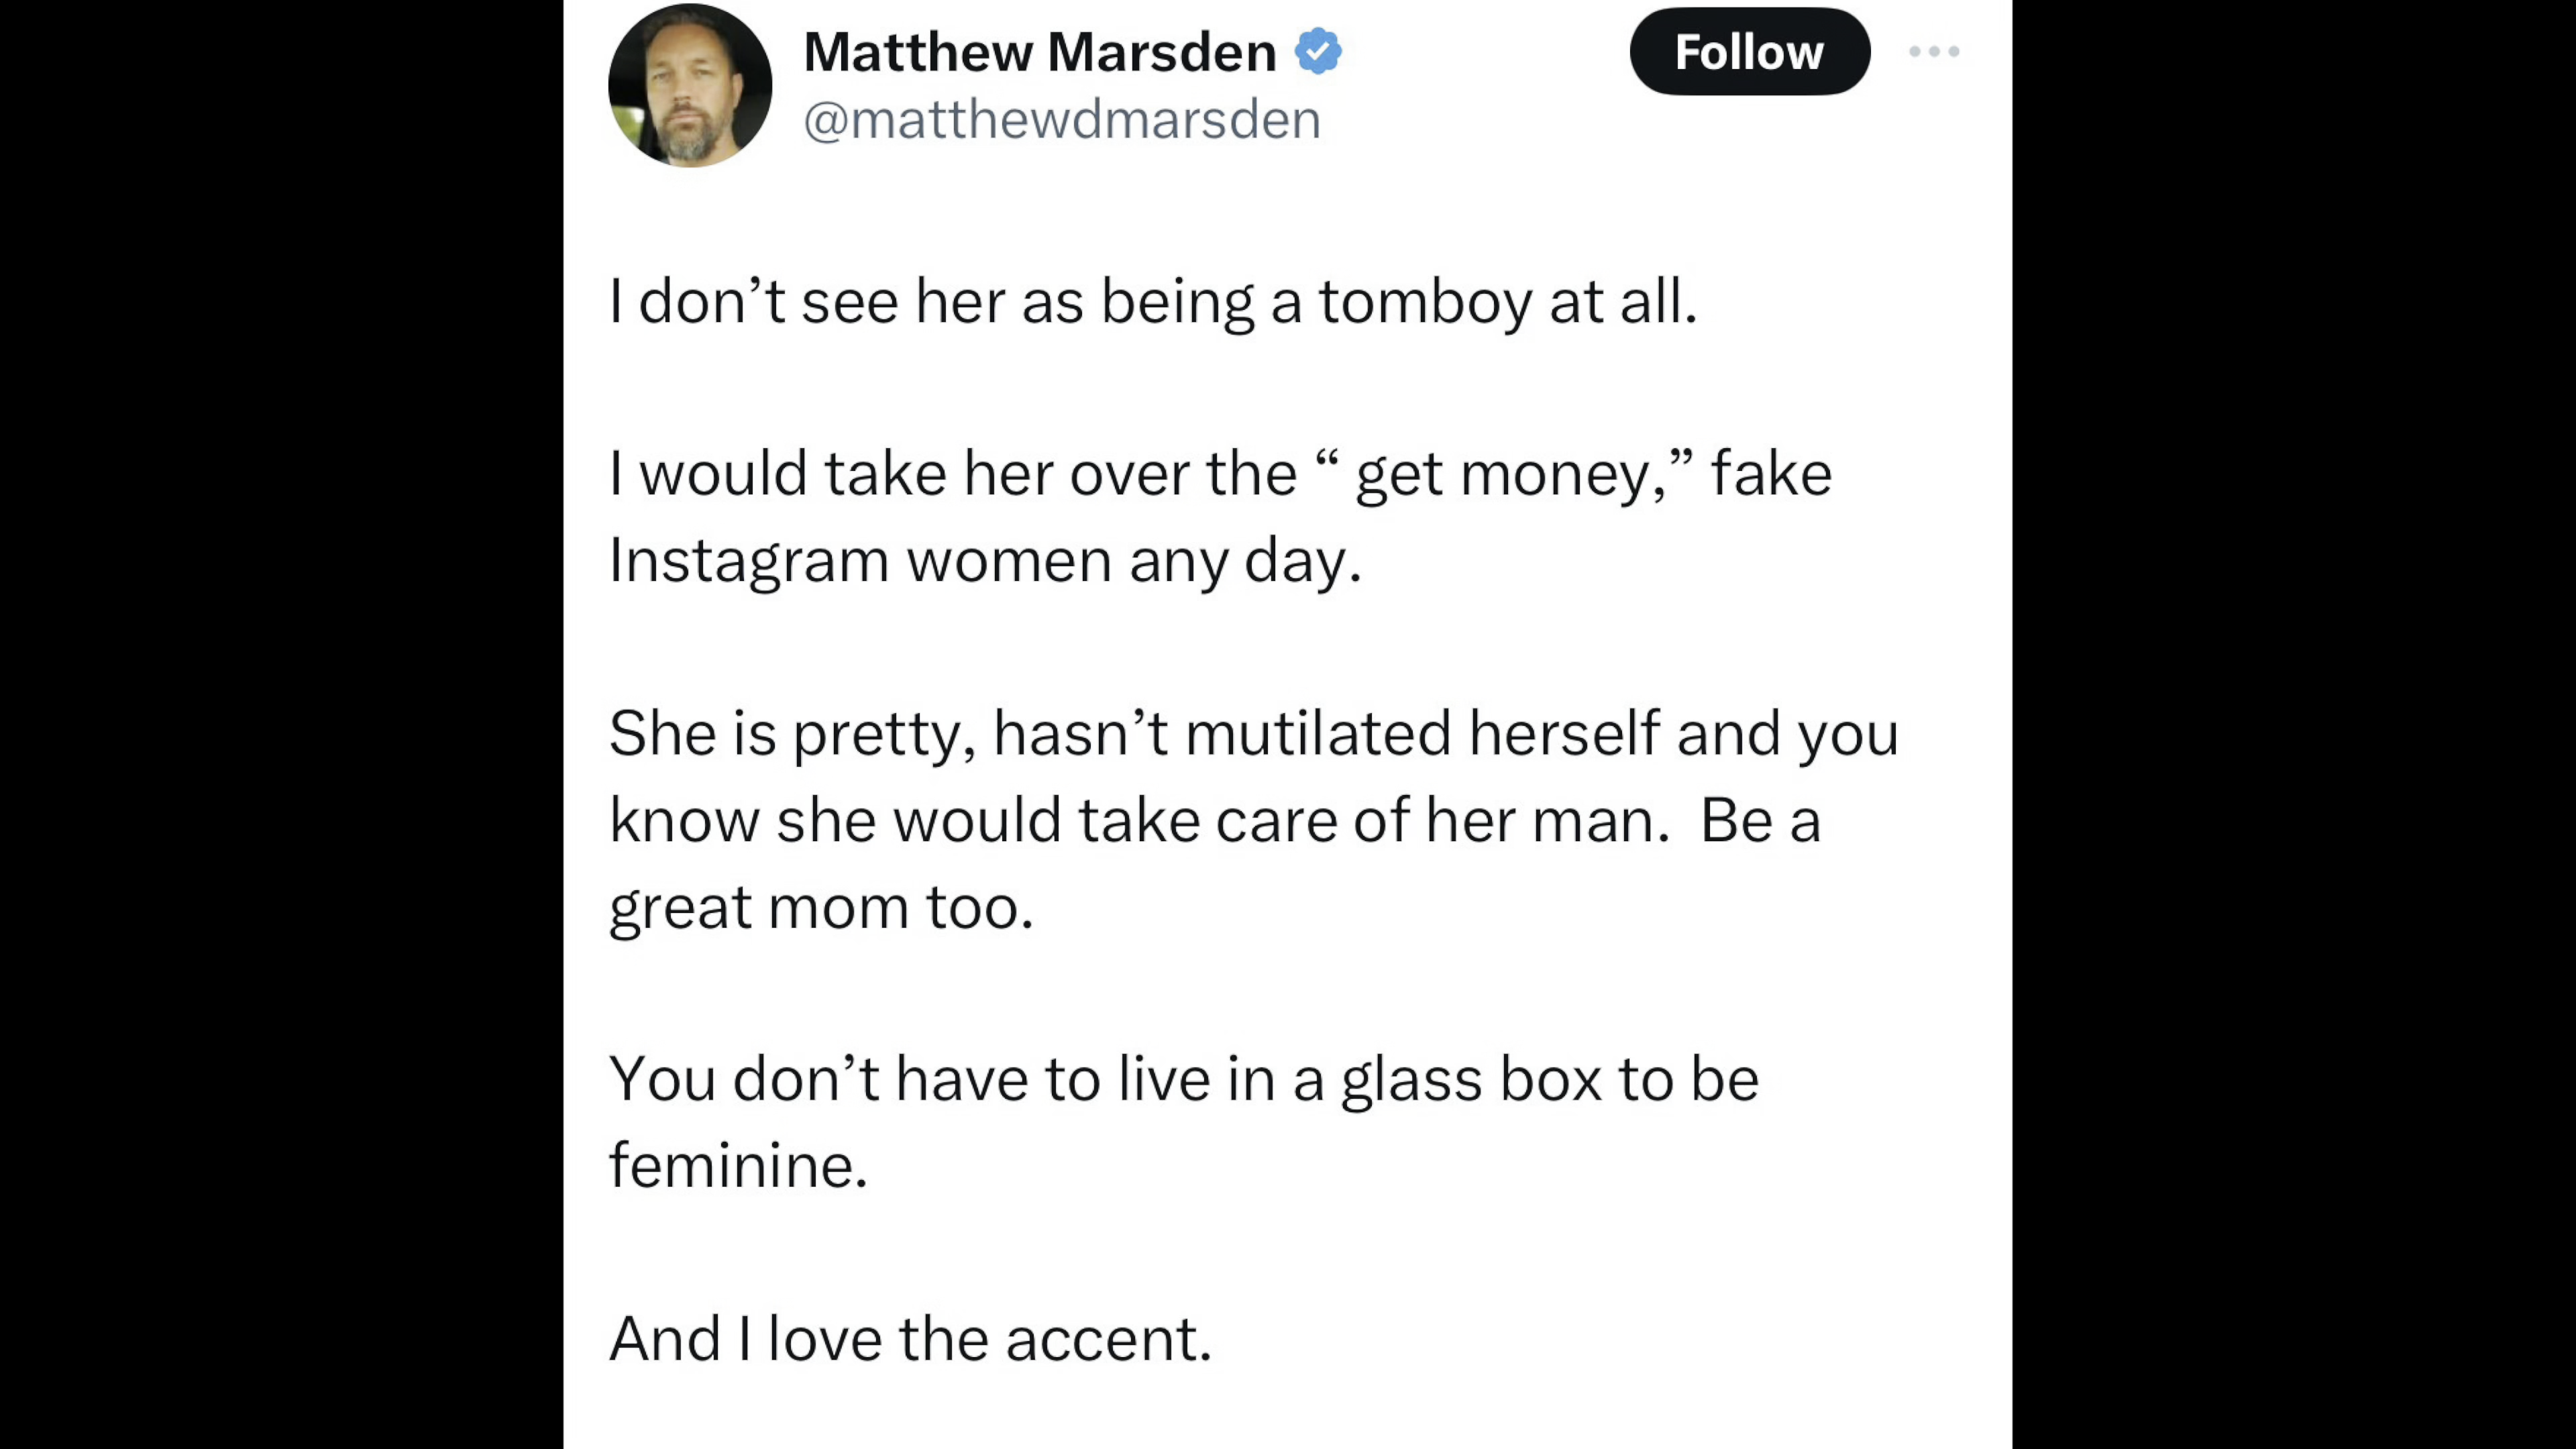 Matthew Marsden
Follow
@matthewdmarsden
I don’t see her as being a tomboy at all.
I would take her over the “ get money,” fake
Instagram women any day.
She is pretty, hasn’t mutilated herself and you
know she would take care of her man.  Be a
great mom too.
You don’t have to live in a glass box to be
feminine.
And I love the accent.